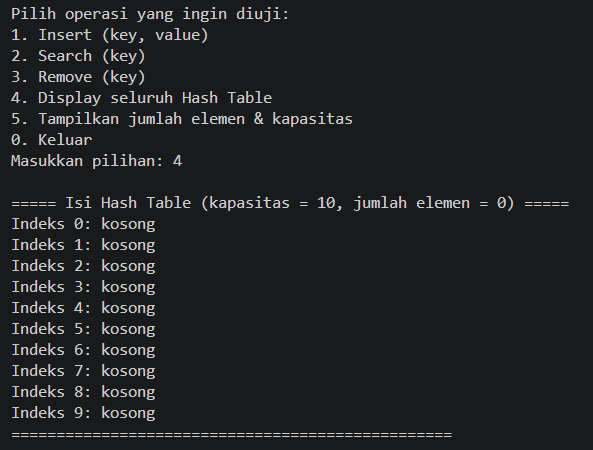 Pilih operasi yang ingin diuji:
1. Insert (key, value)
2. Search (key)
3. Remove (key)
4. Display seluruh Hash Table
5. Tampilkan jumlah elemen & kapasitas
0. Keluar
Masukkan pilihan: 4
===== Isi Hash Table (kapasitas = 10, jumlah elemen = 0) =====
Indeks 0: kosong
Indeks 1: kosong
Indeks 2: kosong
Indeks 3: kosong
Indeks 4: kosong
Indeks 5: kosong
Indeks 6: kosong
Indeks 7: kosong
Indeks 8: kosong
Indeks 9: kosong
=================================================